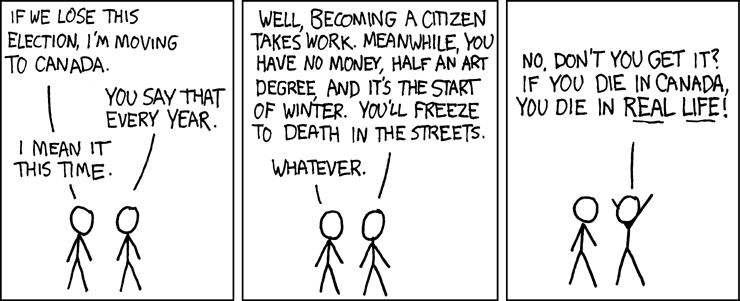 IF WE LOSE THIS
ELECTION, I'M MOVING
TO CANADA.
YOU SAY THAT
EVERY YEAR.
I MEAN IT
THIS TIME.
WELL, BECOMING A CITIZEN
TAKES WORK. MEANWHILE, YOU
HAVE NO MONEY, HALF AN ART
DEGREE, AND IT'S THE START
OF WINTER. YOU'LL FREEZE
TO DEATH IN THE STREETS.
WHATEVER.
NO, DON'T YOU GET IT?
IF YOU DIE IN CANADA,
YOU DIE IN REAL LIFE!